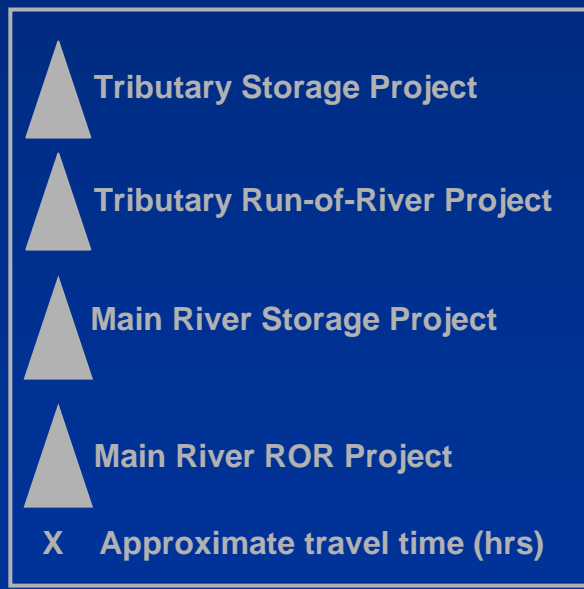 Tributary Storage Project
Tributary Run-of-River Project
Main River Storage Project
Main River ROR Project
X Approximate travel time (hrs)